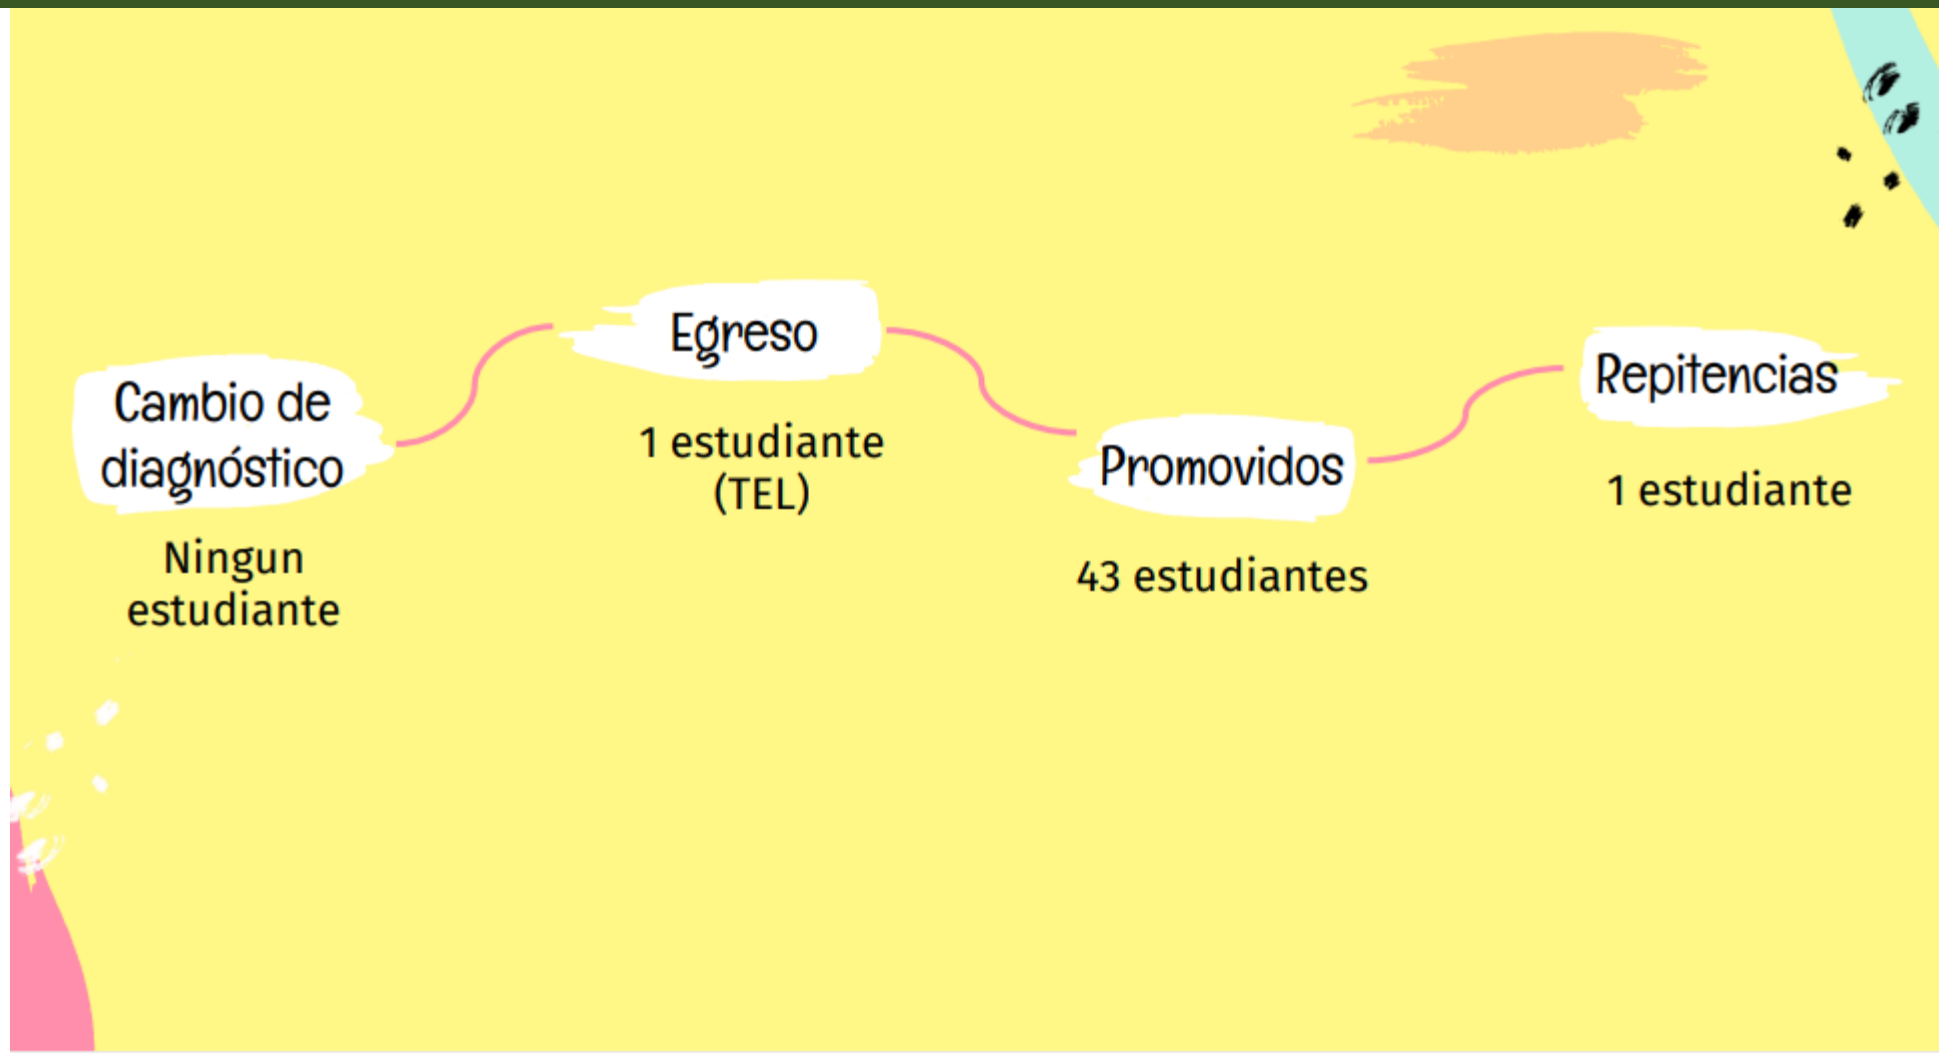 Cambio de
diagnóstico
Ningun
estudiante
Egreso
1 estudiante
(TEL)
Promovidos
43 estudiantes
Repitencias
1 estudiante